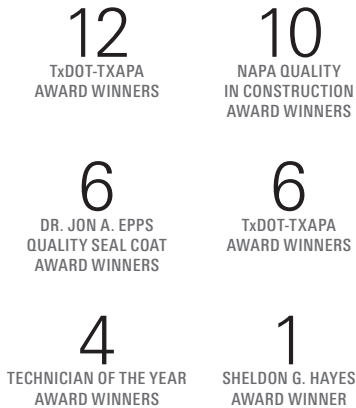 12
TxDOT-TXAPA
AWARD WINNERS
10
NAPA QUALITY
IN CONSTRUCTION
AWARD WINNERS
6
DR. JON A. EPPS
QUALITY SEAL COAT
AWARD WINNERS
6
TxDOT-TXAPA
AWARD WINNERS
4
TECHNICIAN OF THE YEAR
AWARD WINNERS
1
SHELDON G. HAYES
AWARD WINNER